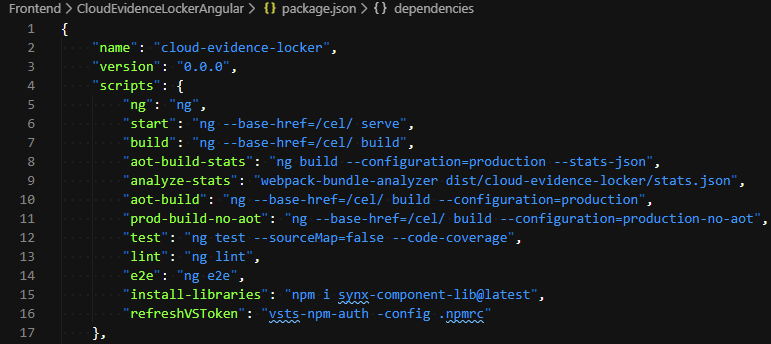 Frontend > CloudEvidenceLockerAngular > {} package.json > {} dependencies
1 {
2 "name": "cloud-evidence-locker",
3 "version": "0.0.0",
4 "scripts": {
5 "ng": "ng",
6 "start": "ng --base-href=/cel/ serve",
7 "build": "ng --base-href=/cel/ build",
8 "aot-build-stats": "ng build --configuration=production --stats-json",
9 "analyze-stats": "webpack-bundle-analyzer dist/cloud-evidence-locker/stats.json",
10 "aot-build": "ng --base-href=/cel/ build --configuration=production",
11 "prod-build-no-aot": "ng --base-href=/cel/ build --configuration=production-no-aot",
12 "test": "ng test --sourceMap=false --code-coverage",
13 "lint": "ng lint",
14 "e2e": "ng e2e",
15 "install-libraries": "npm i synx-component-lib@latest",
16 "refreshVSToken": "vsts-npm-auth -config .npmrc"
17 },